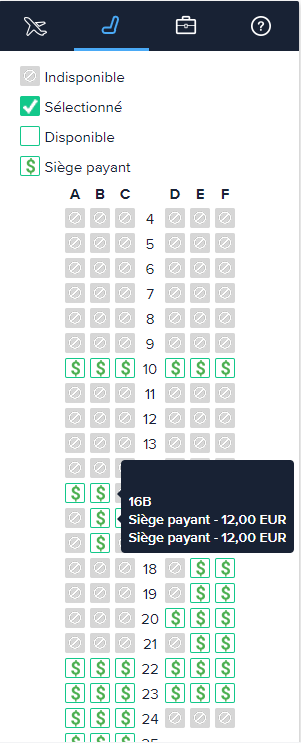 Indisponible
Sélectionné
Disponible
$ Siège payant
A B C D E F
4
5
6
7
8
9
$ $ $ 10 $ $ $
11
12
13
$ $
16B
$ Siège payant - 12,00 EUR
$ Siège payant - 12,00 EUR
18 $ $
19 $ $
20 $ $ $
21 $ $
$ $ $ 22 $ $ $
$ $ $ 23 $ $ $
$ $ $ 24